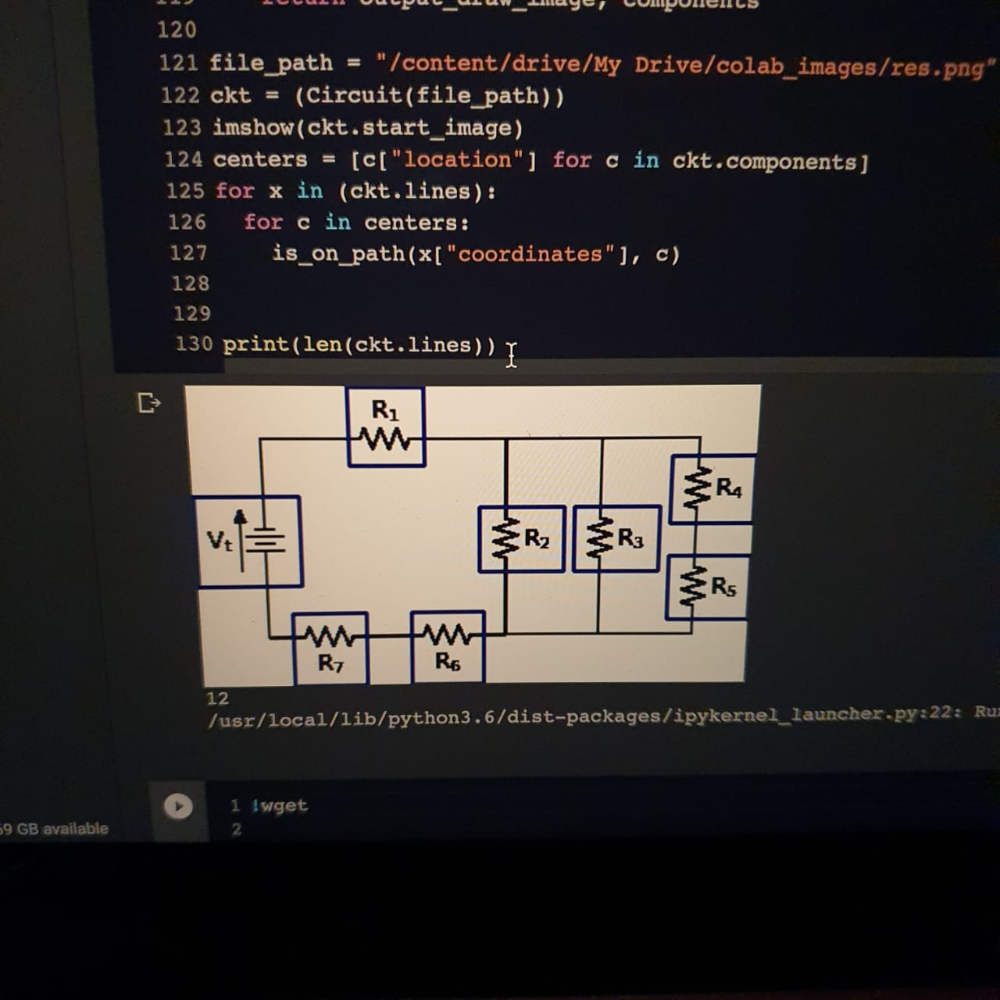 120
121 file_path = "/content/drive/My Drive/colab_images/res.png"
122 ckt = (Circuit(file_path))
123 imshow(ckt.start_image)
124 centers = [c["location"] for c in ckt.components]
125 for x in (ckt.lines):
126 for c in centers:
127 is_on_path(x["coordinates"], c)
128
129
130 print(len(ckt.lines))
R1
R4
Vt
R2
R3
R5
R7
R6
12
/usr/local/lib/python3.6/dist-packages/ipykernel_launcher.py:22:
1 !wget
2
GB available